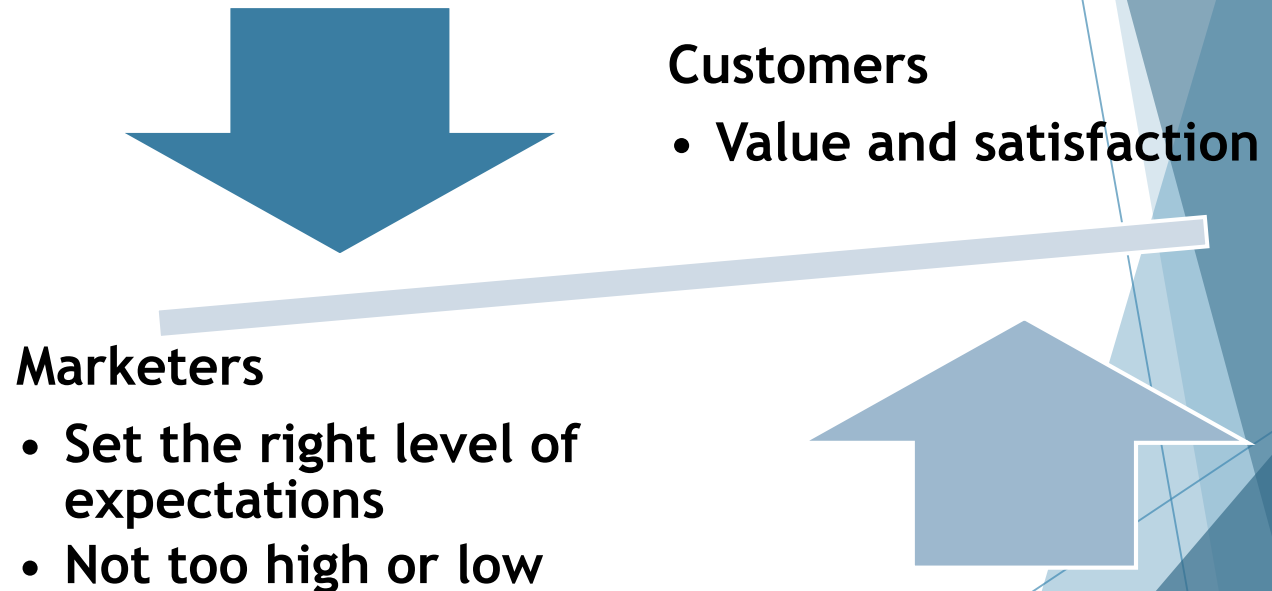 Customers
• Value and satisfaction
Marketers
• Set the right level of
expectations
• Not too high or low